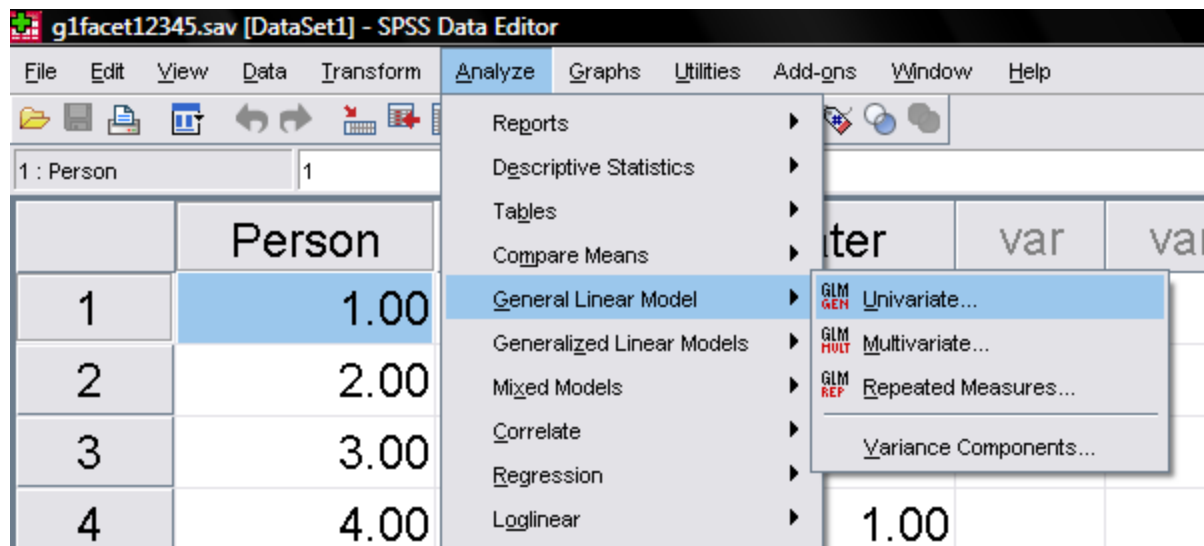 g1facet12345.sav [DataSet1] - SPSS Data Editor
File Edit View Data Transform Analyze Graphs Utilities Add-ons Window Help
1 : Person 1
Reports
Descriptive Statistics
Tables
Compare Means
General Linear Model
Generalized Linear Models
Mixed Models
Correlate
Regression
Loglinear
GLM GEN Univariate...
GLM MULT Multivariate...
GLM REP Repeated Measures...
Variance Components...
Person ter var var
1 1.00
2 2.00
3 3.00
4 4.00 1.00